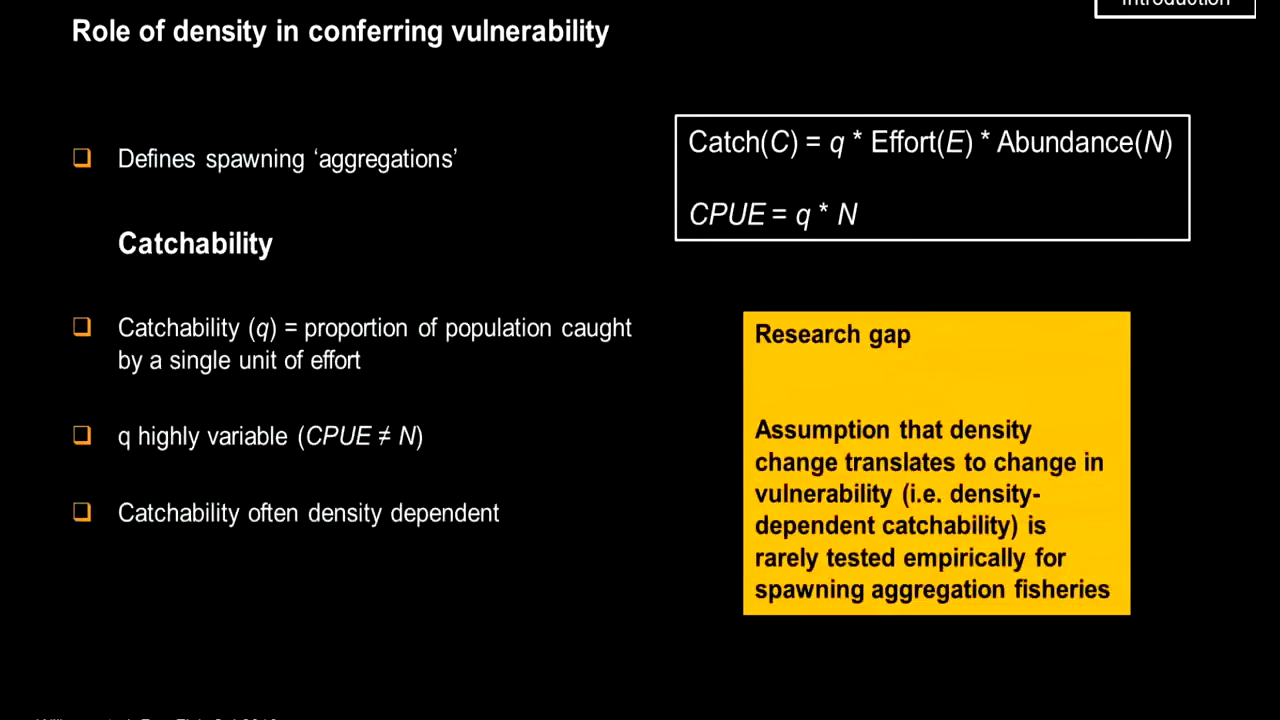 Introduction
Role of density in conferring vulnerability
Defines spawning ‘aggregations’
Catchability
Catchability (q) = proportion of population caught
by a single unit of effort
q highly variable (CPUE ≠ N)
Catchability often density dependent
Catch(C) = q * Effort(E) * Abundance(N)
CPUE = q * N
Research gap
Assumption that density
change translates to change in
vulnerability (i.e. density-
dependent catchability) is
rarely tested empirically for
spawning aggregation fisheries